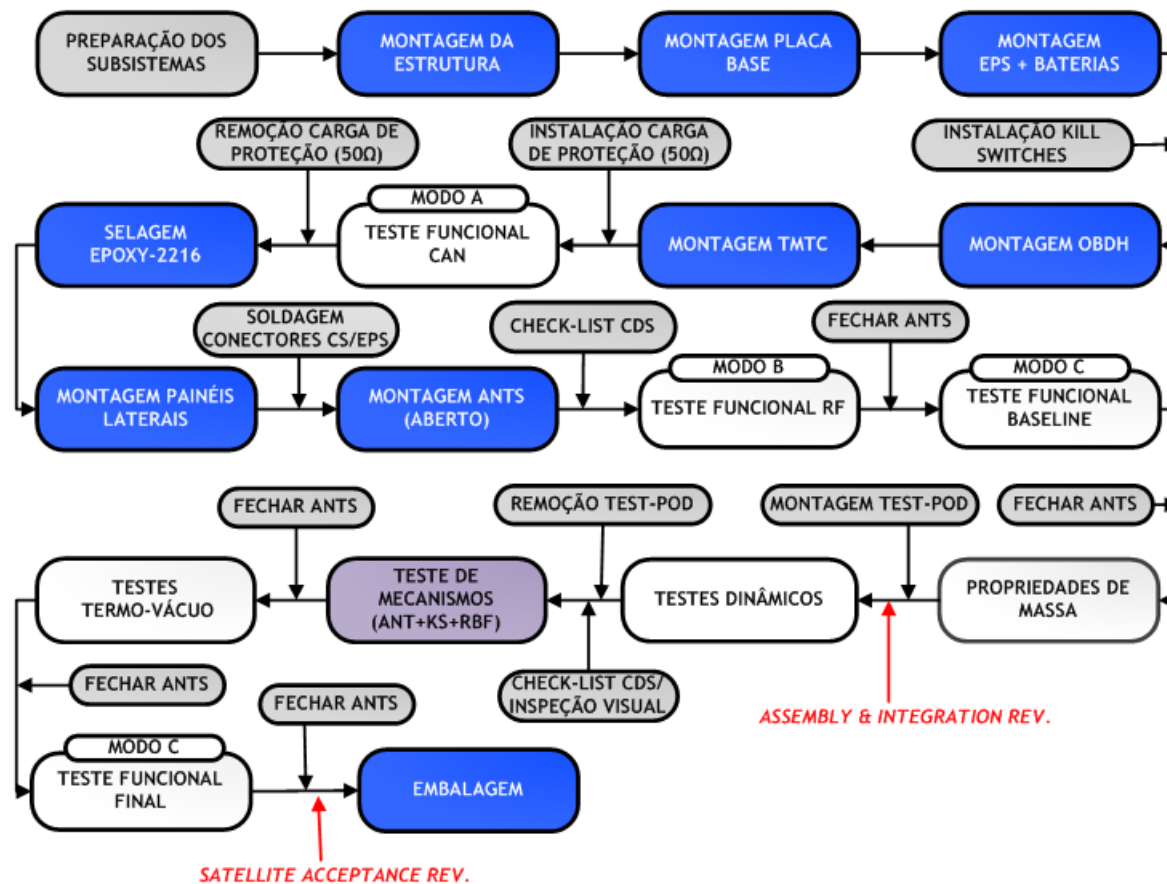 PREPARAÇÃO DOS
SUBSISTEMAS
MONTAGEM DA
ESTRUTURA
MONTAGEM PLACA
BASE
MONTAGEM
EPS + BATERIAS
REMOÇÃO CARGA DE
PROTEÇÃO (50Ω)
INSTALAÇÃO CARGA
DE PROTEÇÃO (50Ω)
INSTALAÇÃO KILL
SWITCHES
SELAGEM
EPOXY-2216
MODO A
TESTE FUNCIONAL
CAN
MONTAGEM TMTC
MONTAGEM OBDH
SOLDAGEM
CONECTORES CS/EPS
CHECK-LIST CDS
FECHAR ANTS
MONTAGEM PAINÉIS
LATERAIS
MONTAGEM ANTS
(ABERTO)
MODO B
TESTE FUNCIONAL RF
MODO C
TESTE FUNCIONAL
BASELINE
FECHAR ANTS
REMOÇÃO TEST-POD
MONTAGEM TEST-POD
FECHAR ANTS
TESTES
TERMO-VÁCUO
TESTE DE
MECANISMOS
(ANT+KS+RBF)
TESTES DINÂMICOS
PROPRIEDADES DE
MASSA
FECHAR ANTS
FECHAR ANTS
CHECK-LIST CDS/
INSPEÇÃO VISUAL
ASSEMBLY & INTEGRATION REV.
MODO C
TESTE FUNCIONAL
FINAL
EMBALAGEM
SATELLITE ACCEPTANCE REV.